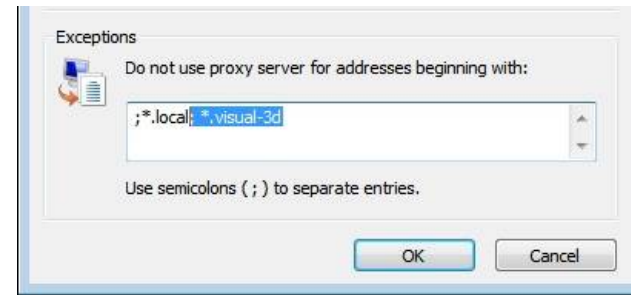 Exceptions
Do not use proxy server for addresses beginning with:
;*.local; *.visual-3d
Use semicolons ( ; ) to separate entries.
OK Cancel